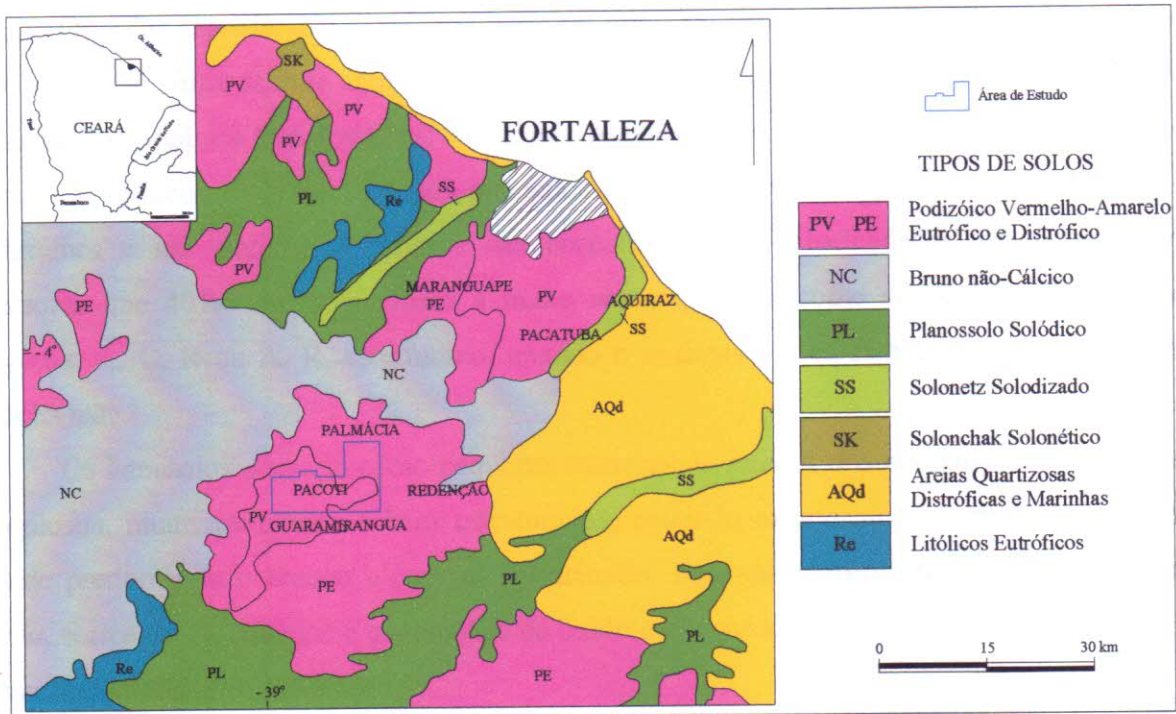 CEARÁ
Pernambuco
SK
PV
PV
PV
FORTALEZA
PL
Re
SS
PV
MARANGUAPE
PE
PV
PACATUBA
AQUIRAZ
SS
PE
- 4°
NC
AQd
PALMÁCIA
NC
PACOTI
REDENÇÃO
SS
PV
GUARAMIRANGUA
AQd
PE
PL
PL
Re
PL
PE
- 39°
Área de Estudo
TIPOS DE SOLOS
PV PE Podizóico Vermelho-Amarelo
Eutrófico e Distrófico
NC Bruno não-Cálcico
PL Planossolo Solódico
SS Solonetz Solodizado
SK Solonchak Solonético
AQd Areias Quartizosas
Distróficas e Marinhas
Re Litólicos Eutróficos
0 15 30 km